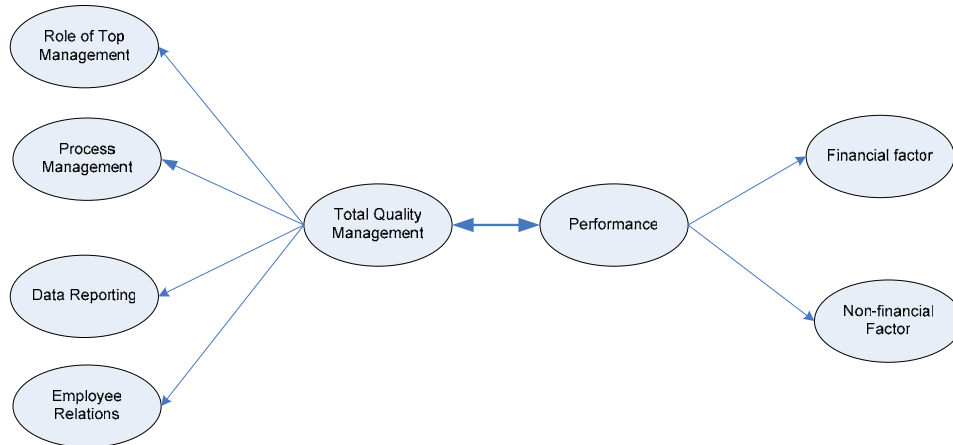 Role of Top
Management
Process
Management
Data Reporting
Employee
Relations
Total Quality
Management
Performance
Financial factor
Non-financial
Factor